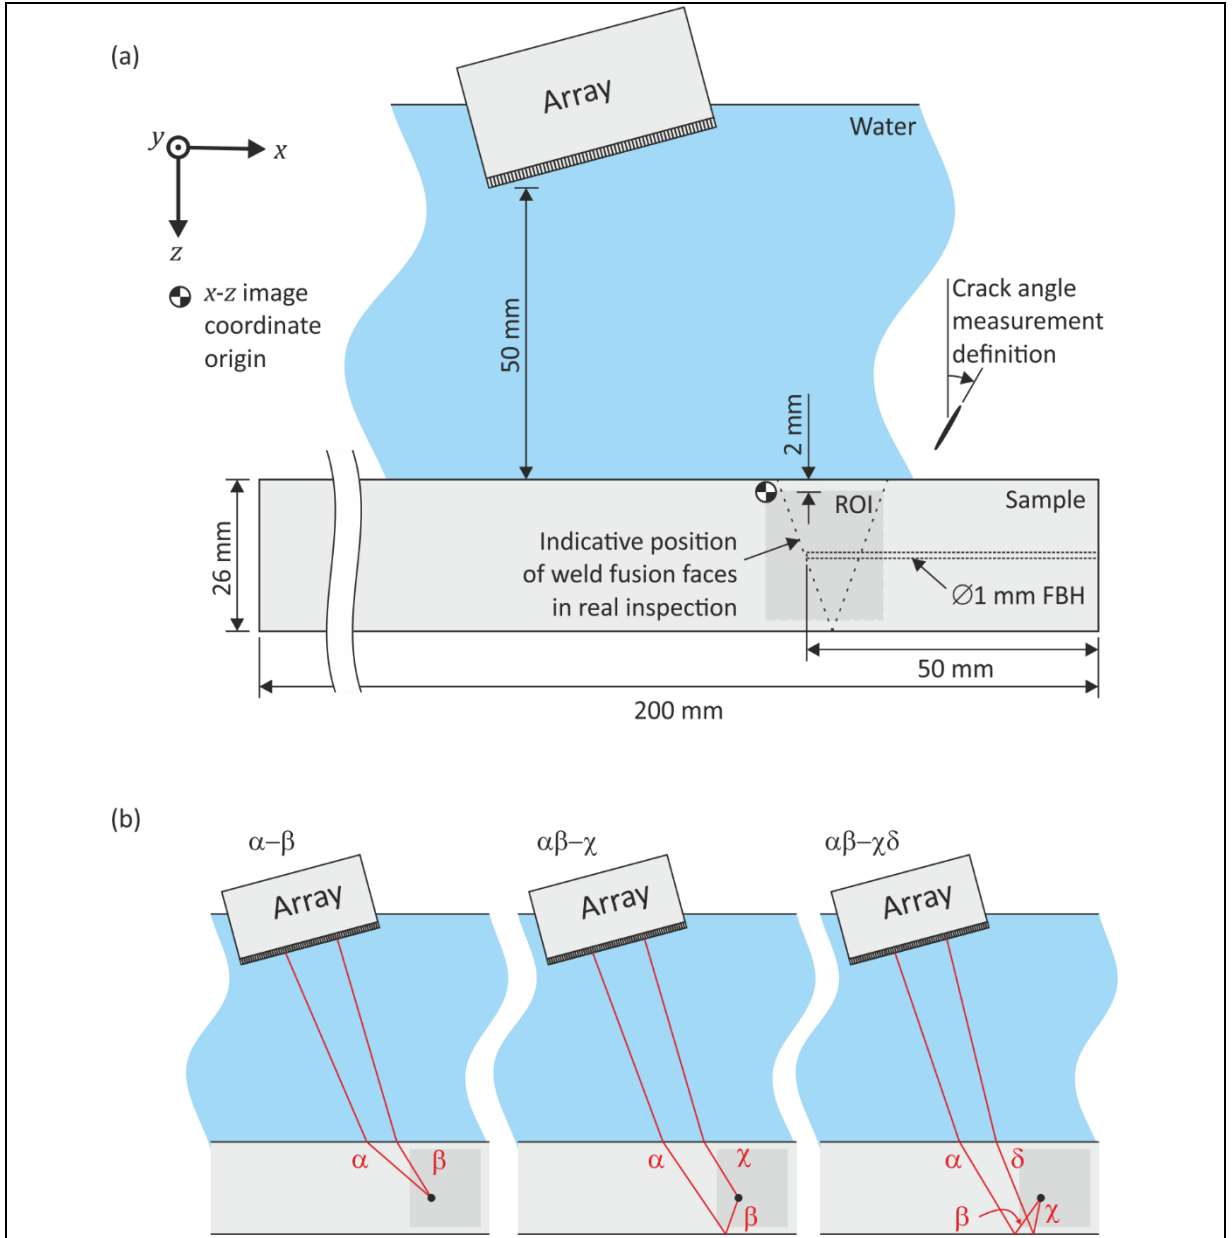 (a)
Array
Water
y
x
z
x-z image
coordinate
origin
50 mm
Crack angle
measurement
definition
2 mm
ROI
Sample
26 mm
Indicative position
of weld fusion faces
in real inspection
∅1 mm FBH
50 mm
200 mm
(b)
α–β
αβ–χ
αβ–χδ
Array
Array
Array
α
β
α
χ
β
α
δ
β
χ